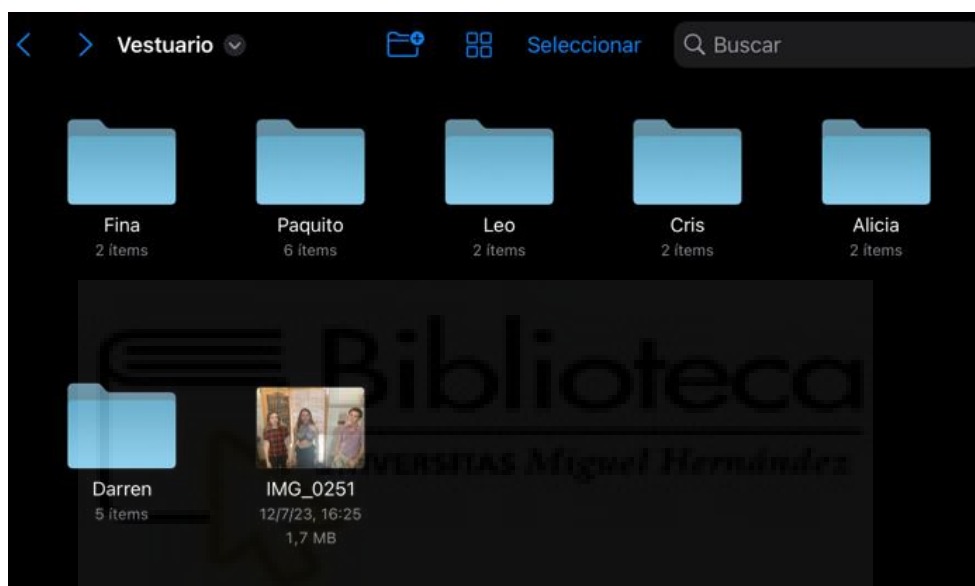 Vestuario
Seleccionar
Buscar
Fina
Paquito
Leo
Cris
Alicia
2 ítems
6 ítems
2 ítems
2 ítems
2 ítems
Biblioteca
UNIVERSITAS Miguel Hernández
Darren
IMG_0251
5 ítems
12/7/23, 16:25
1,7 MB